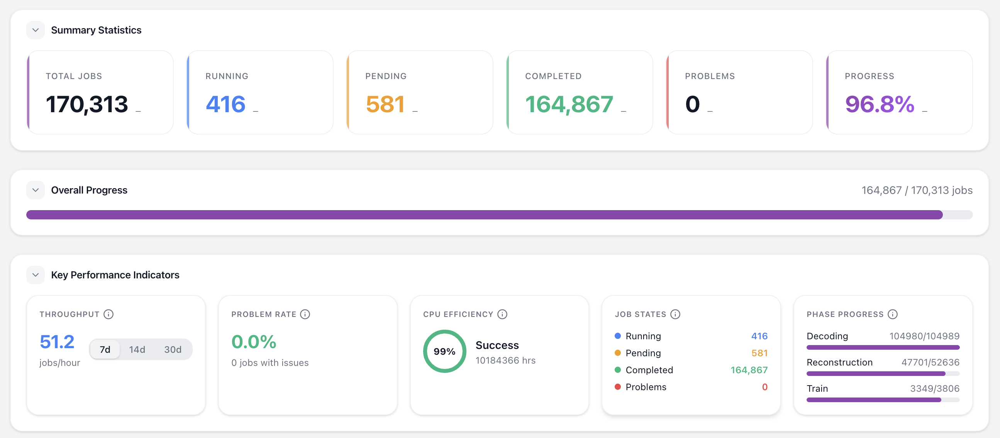 Summary Statistics
TOTAL JOBS
170,313 _
RUNNING
416 _
PENDING
581 _
COMPLETED
164,867 _
PROBLEMS
0 _
PROGRESS
96.8% _
Overall Progress
164,867 / 170,313 jobs
Key Performance Indicators
THROUGHPUT
51.2
jobs/hour
7d 14d 30d
PROBLEM RATE
0.0%
0 jobs with issues
CPU EFFICIENCY
99%
Success
10184366 hrs
JOB STATES
Running 416
Pending 581
Completed 164,867
Problems 0
PHASE PROGRESS
Decoding 104980/104989
Reconstruction 47701/52636
Train 3349/3806